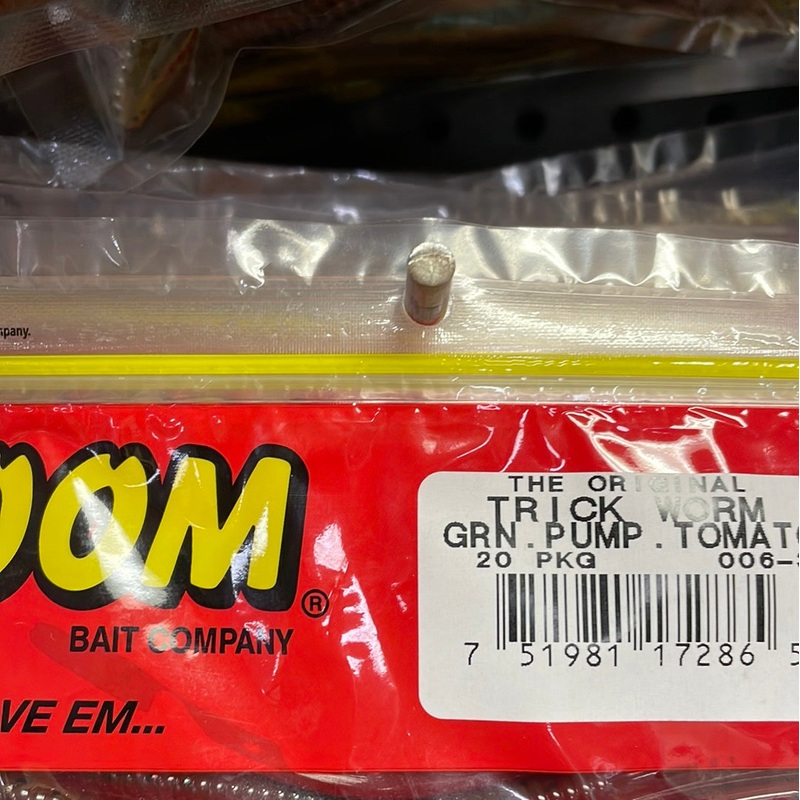 mpany.
OOM®
BAIT COMPANY
VE EM...
THE ORIGINAL
TRICK WORM
GRN.PUMP.TOMATO
20 PKG 006-
7 51981 17286 5